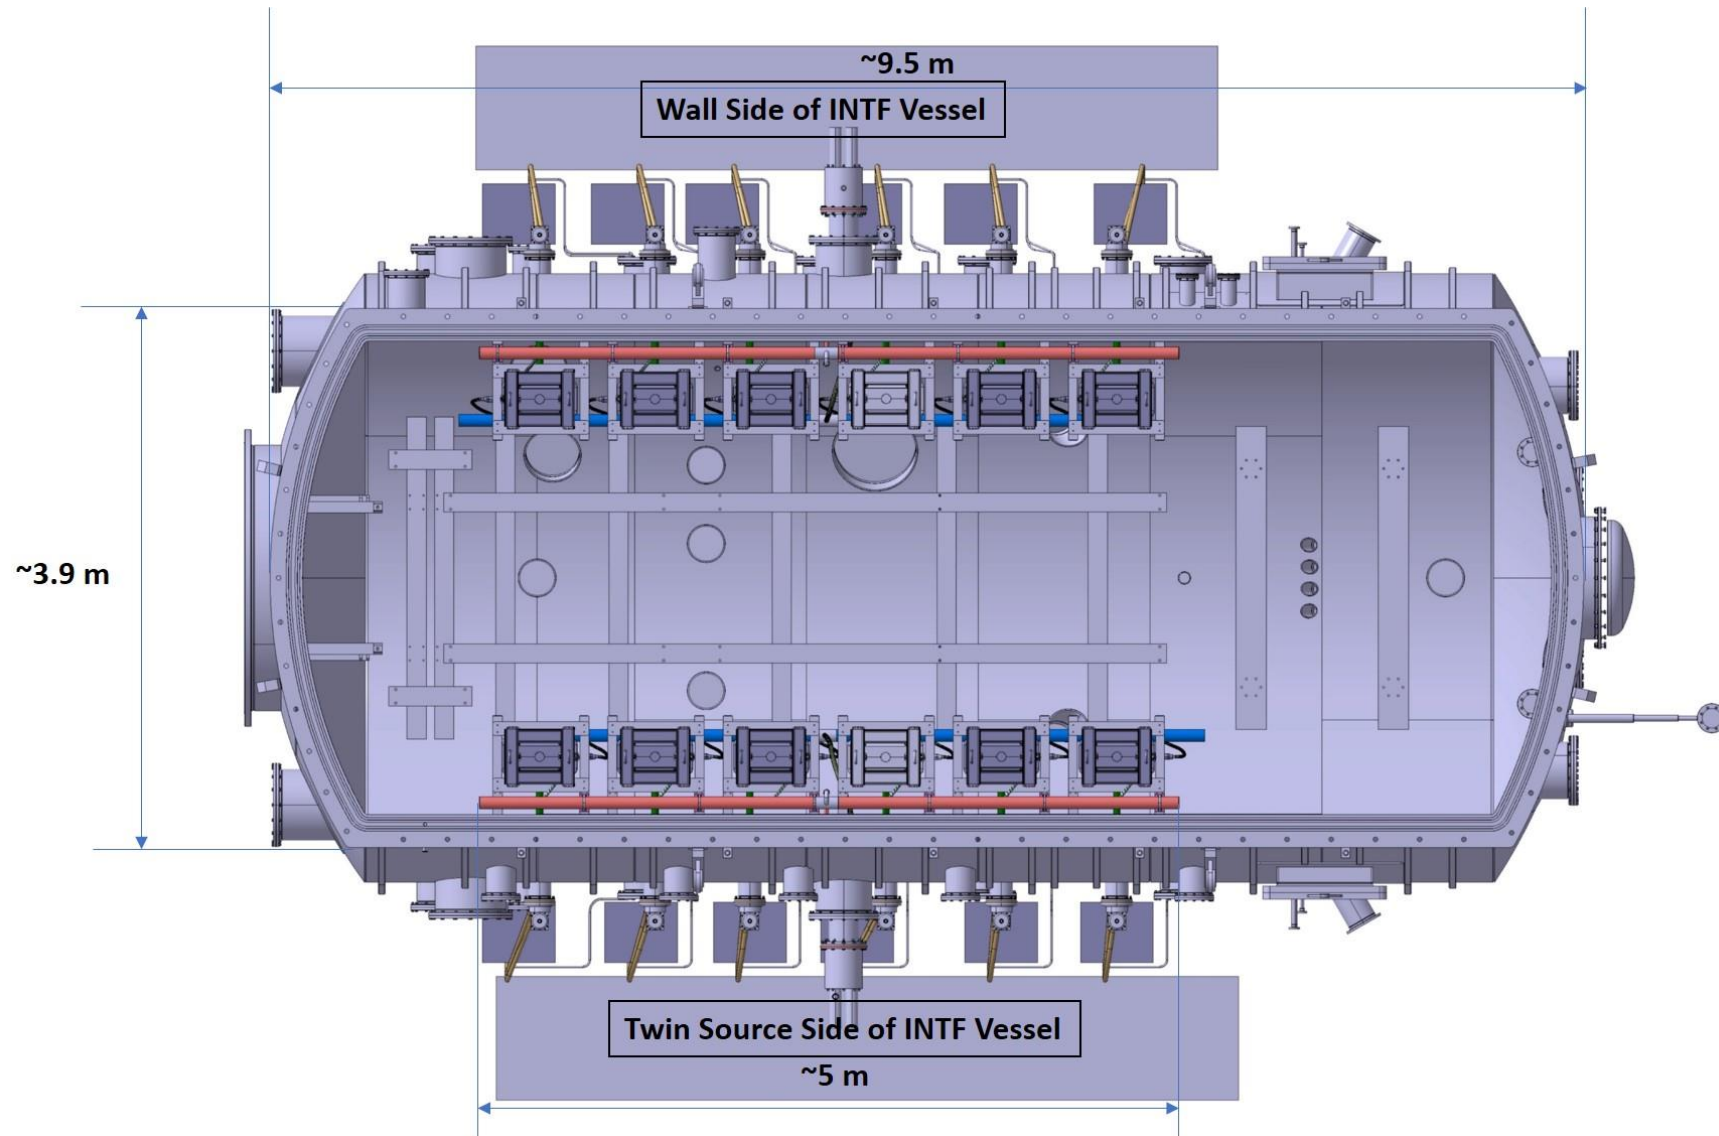 ~9.5 m
Wall Side of INTF Vessel
~3.9 m
Twin Source Side of INTF Vessel
~5 m